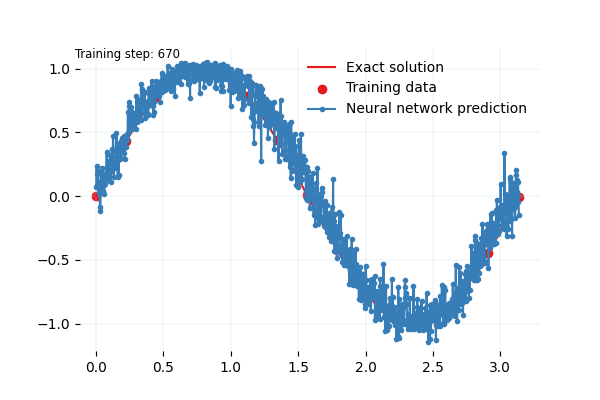 Training step: 670
Exact solution
Training data
Neural network prediction
1.0
0.5
0.0
−0.5
−1.0
0.0 0.5 1.0 1.5 2.0 2.5 3.0